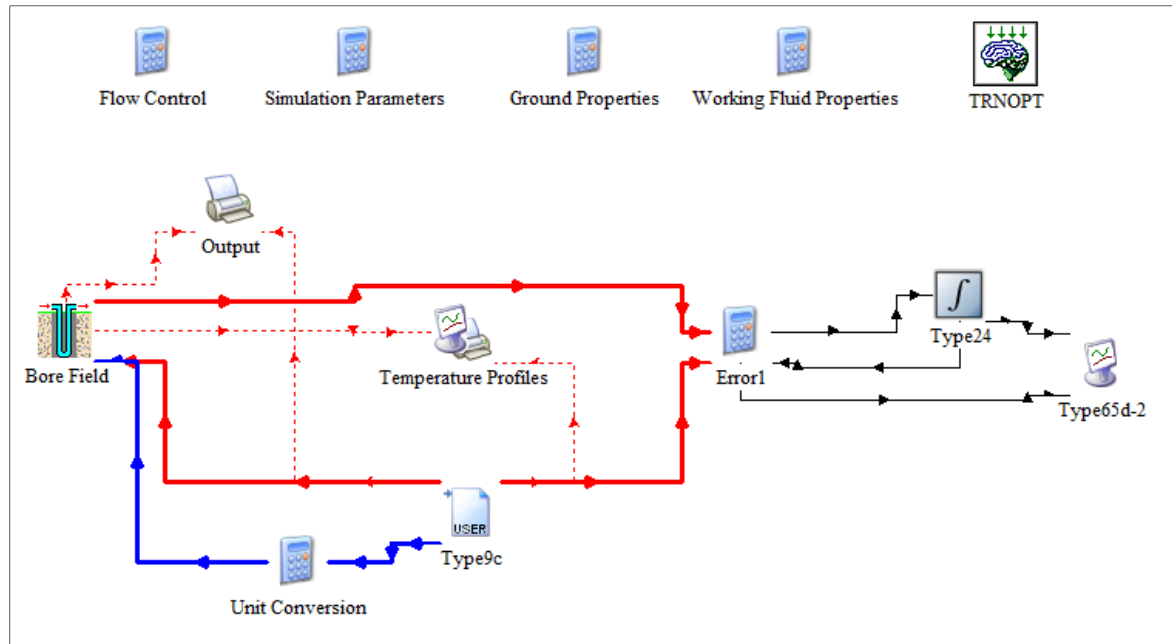 Flow Control
Simulation Parameters
Ground Properties
Working Fluid Properties
TRNOPT
Output
Bore Field
Temperature Profiles
Error1
Type24
Type65d-2
USER
Type9c
Unit Conversion